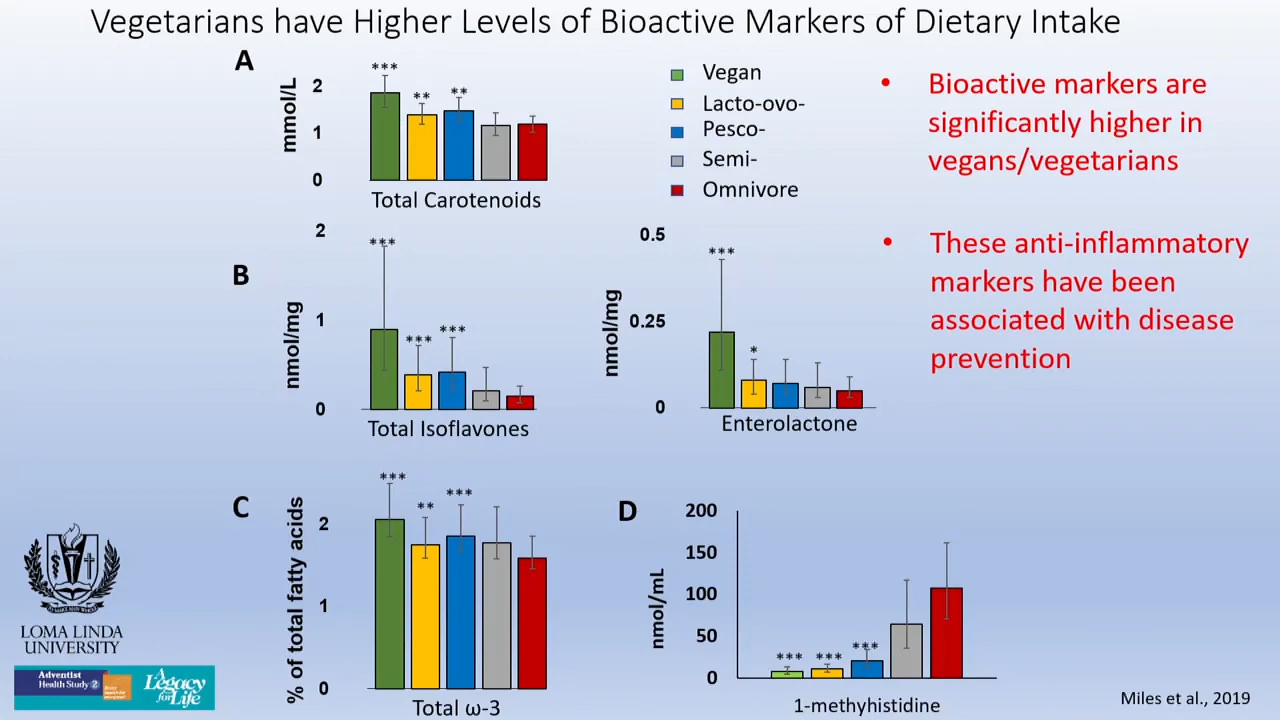 Vegetarians have Higher Levels of Bioactive Markers of Dietary Intake
A
***
**
**
mmol/L
2
1
0
Total Carotenoids
Vegan
Lacto-ovo-
Pesco-
Semi-
Omnivore
• Bioactive markers are
significantly higher in
vegans/vegetarians
• These anti-inflammatory
markers have been
associated with disease
prevention
B
***
***
***
nmol/mg
2
1
0
Total Isoflavones
***
*
nmol/mg
0.5
0.25
0
Enterolactone
C
***
**
***
% of total fatty acids
2
1
0
Total ω-3
D
***
***
***
nmol/mL
200
150
100
50
0
1-methyhistidine
LOMA LINDA
UNIVERSITY
Adventist
Health Study 2
A
Legacy
for
Life
Miles et al., 2019